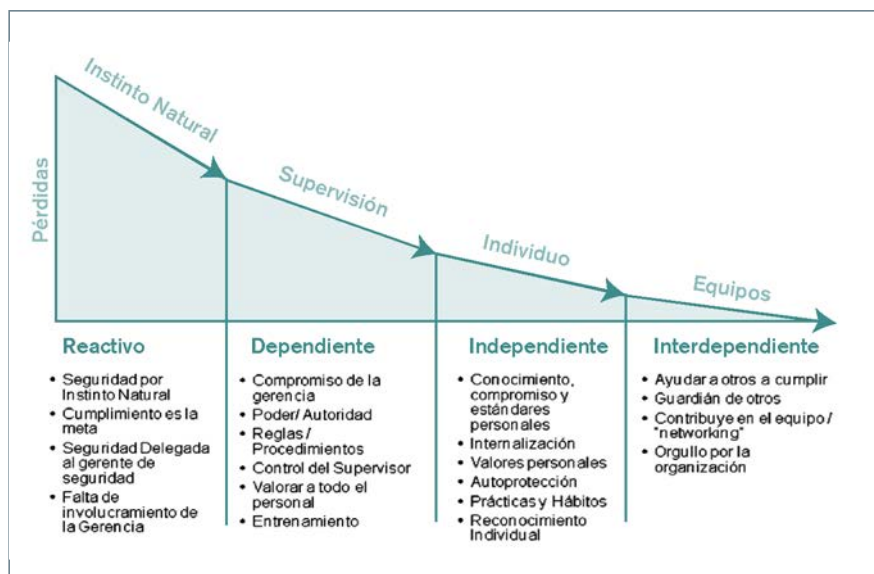 Pérdidas
Instinto Natural
Supervisión
Individuo
Equipos
Reactivo
• Seguridad por
Instinto Natural
• Cumplimiento es la
meta
• Seguridad Delegada
al gerente de
seguridad
• Falta de
involucramiento de
la Gerencia
Dependiente
• Compromiso de la
gerencia
• Poder/ Autoridad
• Reglas /
Procedimientos
• Control del Supervisor
• Valorar a todo el
personal
• Entrenamiento
Independiente
• Conocimiento,
compromiso y
estándares
personales
• Internalización
• Valores personales
• Autoprotección
• Prácticas y Hábitos
• Reconocimiento
Individual
Interdependiente
• Ayudar a otros a cumplir
• Guardián de otros
• Contribuye en el equipo /
"networking"
• Orgullo por la
organización